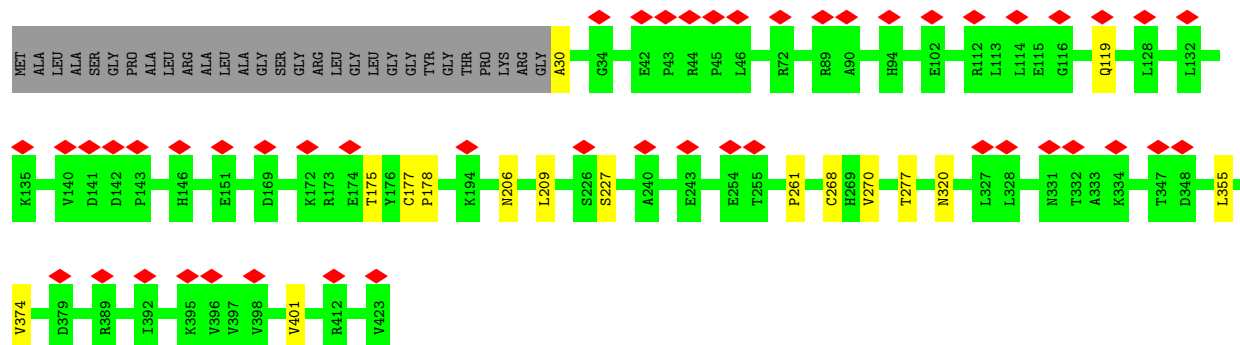 MET ALA LEU ALA SER GLY PRO ALA LEU ARG ALA LEU ALA GLY SER GLY ARG LEU GLY LEU GLY GLY TYR GLY THR PRO LYS ARG GLY A30 G34 E42 P43 R44 P45 L46 R72 R89 A90 H94 E102 R112 L113 L114 E115 G116 Q119 L128 L132
K135 V140 D141 D142 P143 H146 E151 D169 K172 R173 E174 T175 Y176 C177 P178 K194 N206 L209 S226 S227 A240 E243 E254 T255 P261 C268 H269 V270 T277 N320 L327 L328 N331 T332 A333 K334 T347 D348 L355
V374 D379 R389 I392 K395 V396 V397 V398 V401 R412 V423